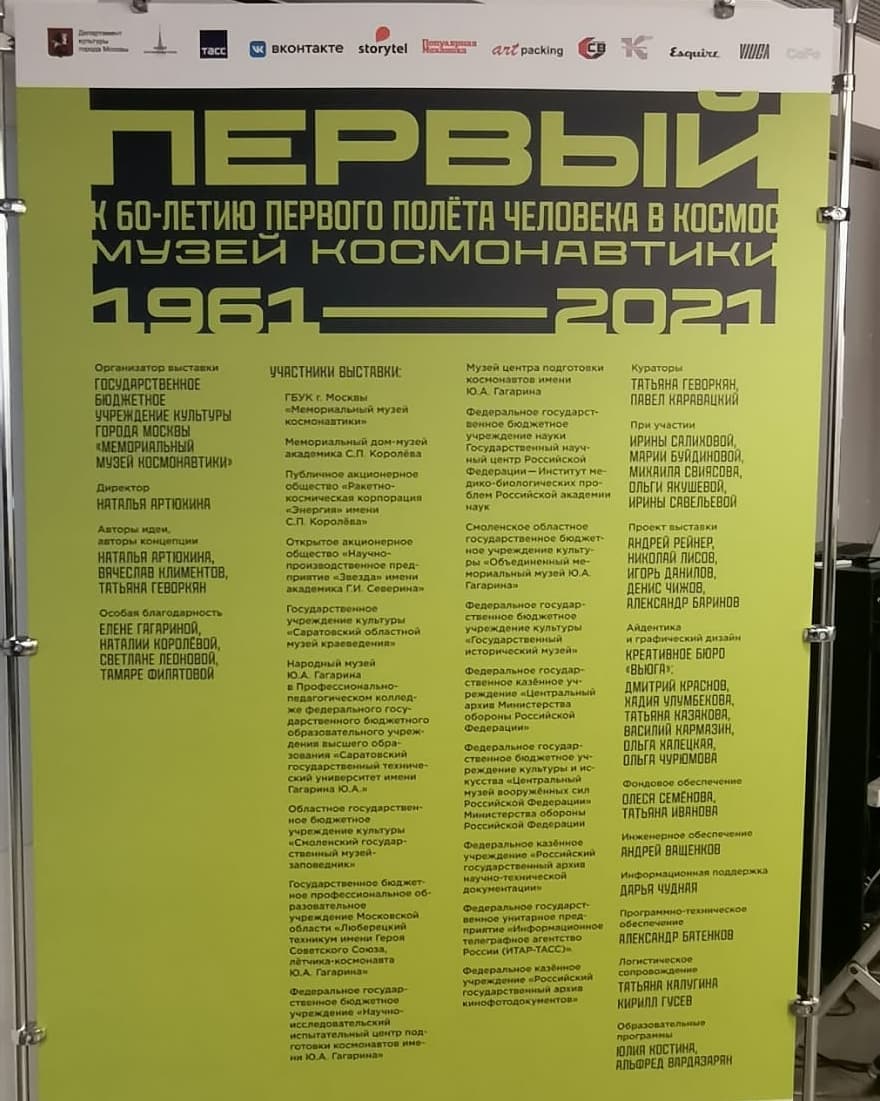 Департамент
культуры
города Москвы
ТАСС
вконтакте
storytel
Популярная
Механика
art packing
СВ
Esquire
ПЕРВЫЙ
К 60-ЛЕТИЮ ПЕРВОГО ПОЛЁТА ЧЕЛОВЕКА В КОСМОС
МУЗЕЙ КОСМОНАВТИКИ
1961 — 2021
Организатор выставки
ГОСУДАРСТВЕННОЕ
БЮДЖЕТНОЕ
УЧРЕЖДЕНИЕ КУЛЬТУРЫ
ГОРОДА МОСКВЫ
«МЕМОРИАЛЬНЫЙ
МУЗЕЙ КОСМОНАВТИКИ»
Директор
НАТАЛЬЯ АРТЮХИНА
Авторы идеи,
авторы концепции
НАТАЛЬЯ АРТЮХИНА,
ВЯЧЕСЛАВ КЛИМЕНТОВ,
ТАТЬЯНА ГЕВОРКЯН
Особая благодарность
ЕЛЕНЕ ГАГАРИНОЙ,
НАТАЛИИ КОРОЛЁВОЙ,
СВЕТЛАНЕ ЛЕОНОВОЙ,
ТАМАРЕ ФИЛАТОВОЙ
УЧАСТНИКИ ВЫСТАВКИ:
ГБУК г. Москвы
«Мемориальный музей
космонавтики»
Мемориальный дом-музей
академика С.П. Королёва
Публичное акционерное
общество «Ракетно-
космическая корпорация
«Энергия» имени
С.П. Королёва»
Открытое акционерное
общество «Научно-
производственное пред-
приятие «Звезда» имени
академика Г.И. Северина»
Государственное
учреждение культуры
«Саратовский областной
музей краеведения»
Народный музей
Ю.А. Гагарина
в Профессионально-
педагогическом коллед-
же федерального госу-
дарственного бюджетного
образовательного учреж-
дения высшего обра-
зования «Саратовский
государственный техниче-
ский университет имени
Гагарина Ю.А.»
Областное государствен-
ное бюджетное
учреждение культуры
«Смоленский государ-
ственный музей-
заповедник»
Государственное бюджет-
ное профессиональное об-
разовательное
учреждение Московской
области «Люберецкий
техникум имени Героя
Советского Союза,
лётчика-космонавта
Ю.А. Гагарина»
Федеральное государ-
ственное бюджетное
учреждение «Научно-
исследовательский
испытательный центр под-
готовки космонавтов име-
ни Ю.А. Гагарина»
Музей центра подготовки
космонавтов имени
Ю.А. Гагарина
Федеральное государст-
венное бюджетное
учреждение науки
Государственный науч-
ный центр Российской
Федерации — Институт ме-
дико-биологических про-
блем Российской академии
наук
Смоленское областное
государственное бюджет-
ное учреждение культу-
ры «Объединенный ме-
мориальный музей Ю.А.
Гагарина»
Федеральное государ-
ственное бюджетное
учреждение культуры
«Государственный
исторический музей»
Федеральное государ-
ственное казённое уч-
реждение «Центральный
архив Министерства
обороны Российской
Федерации»
Федеральное государ-
ственное бюджетное уч-
реждение культуры и ис-
кусства «Центральный
музей вооружённых сил
Российской Федерации»
Министерства обороны
Российской Федерации
Федеральное казённое
учреждение «Российский
государственный архив
научно-технической
документации»
Федеральное государст-
венное унитарное пред-
приятие «Информационное
телеграфное агентство
России (ИТАР-ТАСС)»
Федеральное казённое
учреждение «Российский
государственный архив
кинофотодокументов»
Кураторы
ТАТЬЯНА ГЕВОРКЯН,
ПАВЕЛ КАРАВАЦКИЙ
При участии
ИРИНЫ САЛИХОВОЙ,
МАРИИ БУЙДИНОВОЙ,
МИХАИЛА СВИЯСОВА,
ОЛЬГИ ЯКУШЕВОЙ,
ИРИНЫ САВЕЛЬЕВОЙ
Проект выставки
АНДРЕЙ РЕЙНЕР,
НИКОЛАЙ ЛИСОВ,
ИГОРЬ ДАНИЛОВ,
ДЕНИС ЧИЖОВ,
АЛЕКСАНДР БАРИНОВ
Айдентика
и графический дизайн
КРЕАТИВНОЕ БЮРО
«ВЬЮГА»:
ДМИТРИЙ КРАСНОВ,
ХАДИЯ УЛУМБЕКОВА,
ТАТЬЯНА КАЗАКОВА,
ВАСИЛИЙ КАРМАЗИН,
ОЛЬГА ХАЛЕЦКАЯ,
ОЛЬГА ЧУРЮМОВА
Фондовое обеспечение
ОЛЕСЯ СЕМЁНОВА,
ТАТЬЯНА ИВАНОВА
Инженерное обеспечение
АНДРЕЙ ВАЩЕНКОВ
Информационная поддержка
ДАРЬЯ ЧУДНАЯ
Программно-техническое
обеспечение
АЛЕКСАНДР БАТЕНКОВ
Логистическое
сопровождение
ТАТЬЯНА КАЛУГИНА
КИРИЛЛ ГУСЕВ
Образовательные
программы
ЮЛИЯ КОСТИНА,
АЛЬФРЕД ВАРДАЗАРЯН